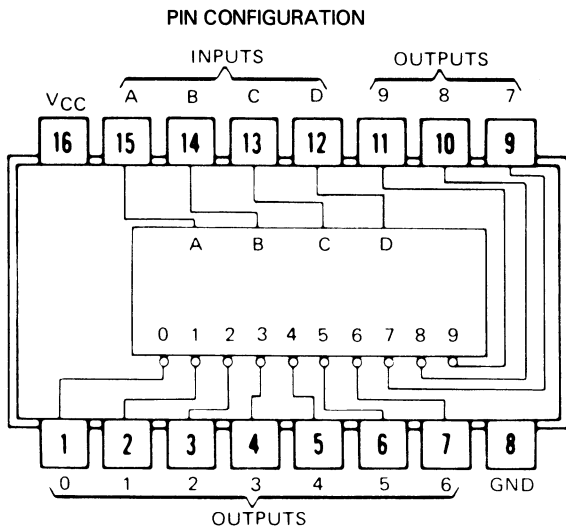 PIN CONFIGURATION
INPUTS OUTPUTS
VCC A B C D 9 8 7
16 15 14 13 12 11 10 9
A B C D
0 1 2 3 4 5 6 7 8 9
1 2 3 4 5 6 7 8
0 1 2 3 4 5 6 GND
OUTPUTS